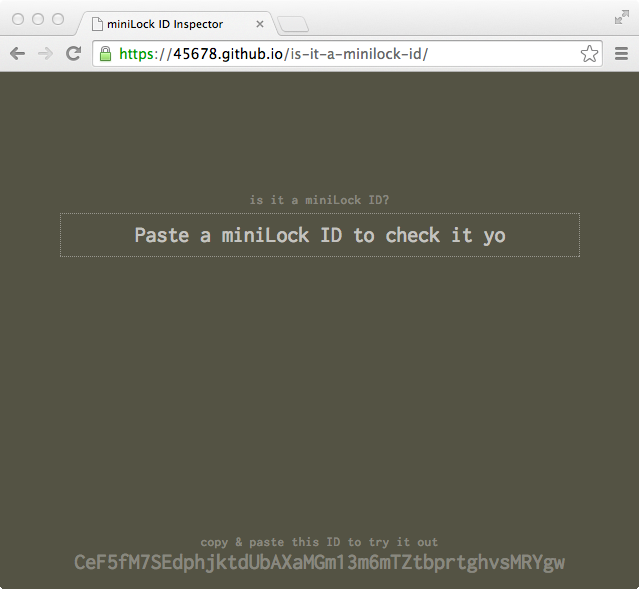 miniLock ID Inspector
https://45678.github.io/is-it-a-minilock-id/
is it a miniLock ID?
Paste a miniLock ID to check it yo
copy & paste this ID to try it out
CeF5fM7SEdphjktdUbAXaMGm13m6mTZtbprtghvsMRYgw